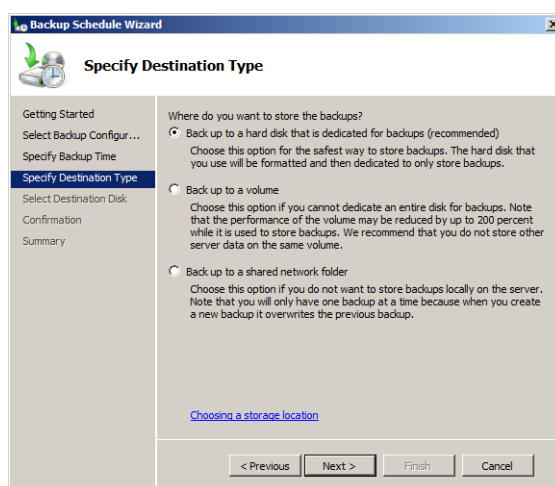 Backup Schedule Wizard
Specify Destination Type
Getting Started
Select Backup Configur...
Specify Backup Time
Specify Destination Type
Select Destination Disk
Confirmation
Summary
Where do you want to store the backups?
Back up to a hard disk that is dedicated for backups (recommended)
Choose this option for the safest way to store backups. The hard disk that
you use will be formatted and then dedicated to only store backups.
Back up to a volume
Choose this option if you cannot dedicate an entire disk for backups. Note
that the performance of the volume may be reduced by up to 200 percent
while it is used to store backups. We recommend that you do not store other
server data on the same volume.
Back up to a shared network folder
Choose this option if you do not want to store backups locally on the server.
Note that you will only have one backup at a time because when you create
a new backup it overwrites the previous backup.
Choosing a storage location
< Previous
Next >
Finish
Cancel